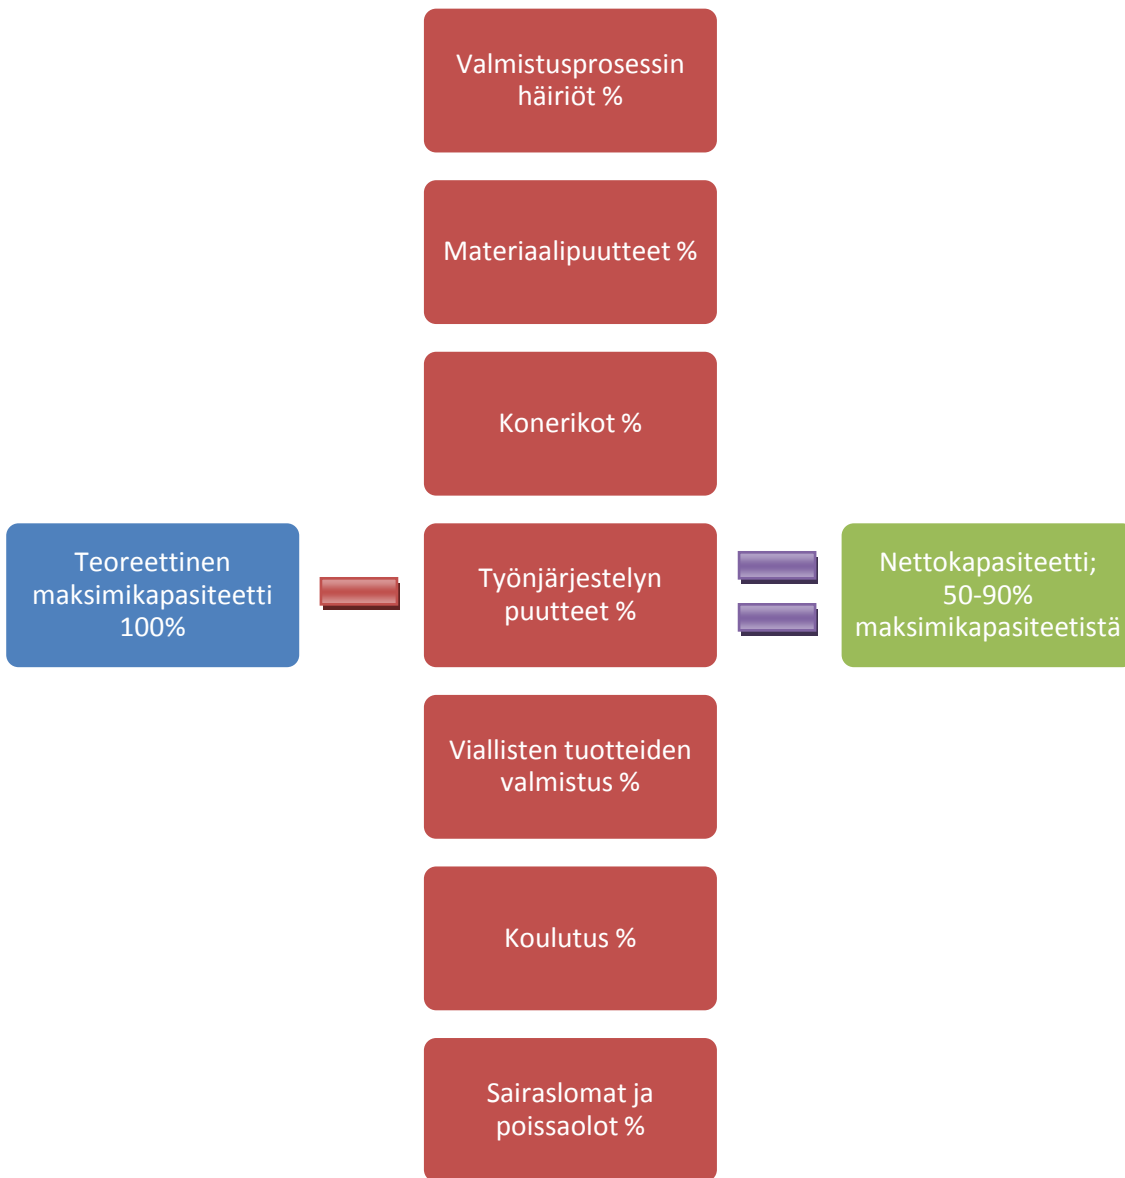 Valmistusprosessin
häiriöt %
Materiaalipuutteet %
Konerikot %
Teoreettinen
maksimikapasiteetti
100%
Työnjärjestelyn
puutteet %
Nettokapasiteetti;
50-90%
maksimikapasiteetistä
Viallisten tuotteiden
valmistus %
Koulutus %
Sairaslomat ja
poissaolot %